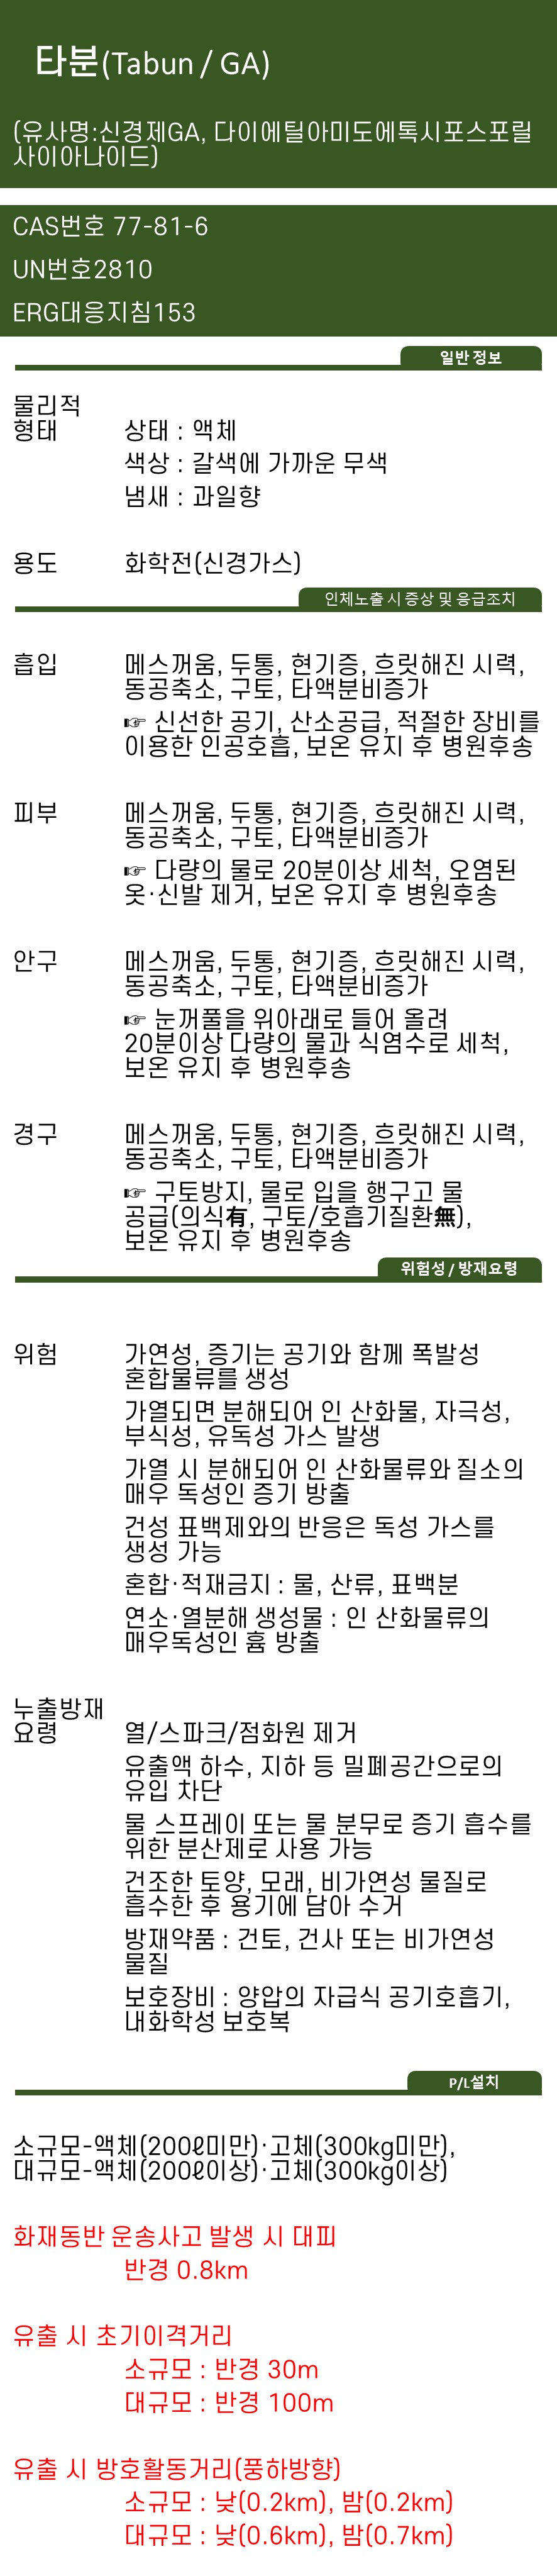 타분(Tabun / GA)
(유사명:신경제GA, 다이에틸아미도에톡시포스포릴
사이아나이드)
CAS번호 77-81-6
UN번호2810
ERG대응지침153
일반 정보
물리적
형태 상태 : 액체
색상 : 갈색에 가까운 무색
냄새 : 과일향
용도 화학전(신경가스)
인체노출 시 증상 및 응급조치
흡입 메스꺼움, 두통, 현기증, 흐릿해진 시력,
동공축소, 구토, 타액분비증가
☞ 신선한 공기, 산소공급, 적절한 장비를
이용한 인공호흡, 보온 유지 후 병원후송
피부 메스꺼움, 두통, 현기증, 흐릿해진 시력,
동공축소, 구토, 타액분비증가
☞ 다량의 물로 20분이상 세척, 오염된
옷·신발 제거, 보온 유지 후 병원후송
안구 메스꺼움, 두통, 현기증, 흐릿해진 시력,
동공축소, 구토, 타액분비증가
☞ 눈꺼풀을 위아래로 들어 올려
20분이상 다량의 물과 식염수로 세척,
보온 유지 후 병원후송
경구 메스꺼움, 두통, 현기증, 흐릿해진 시력,
동공축소, 구토, 타액분비증가
☞ 구토방지, 물로 입을 헹구고 물
공급(의식有, 구토/호흡기질환無),
보온 유지 후 병원후송
위험성 / 방재요령
위험 가연성, 증기는 공기와 함께 폭발성
혼합물류를 생성
가열되면 분해되어 인 산화물, 자극성,
부식성, 유독성 가스 발생
가열 시 분해되어 인 산화물류와 질소의
매우 독성인 증기 방출
건성 표백제와의 반응은 독성 가스를
생성 가능
혼합·적재금지 : 물, 산류, 표백분
연소·열분해 생성물 : 인 산화물류의
매우독성인 흄 방출
누출방재
요령 열/스파크/점화원 제거
유출액 하수, 지하 등 밀폐공간으로의
유입 차단
물 스프레이 또는 물 분무로 증기 흡수를
위한 분산제로 사용 가능
건조한 토양, 모래, 비가연성 물질로
흡수한 후 용기에 담아 수거
방재약품 : 건토, 건사 또는 비가연성
물질
보호장비 : 양압의 자급식 공기호흡기,
내화학성 보호복
P/L설치
소규모-액체(200ℓ미만)·고체(300kg미만),
대규모-액체(200ℓ이상)·고체(300kg이상)
화재동반 운송사고 발생 시 대피
반경 0.8km
유출 시 초기이격거리
소규모 : 반경 30m
대규모 : 반경 100m
유출 시 방호활동거리(풍하방향)
소규모 : 낮(0.2km), 밤(0.2km)
대규모 : 낮(0.6km), 밤(0.7km)